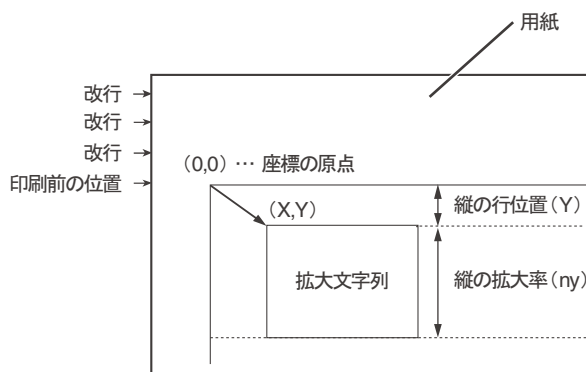 用紙
改行
改行
改行
印刷前の位置
(0,0) … 座標の原点
(X,Y)
縦の行位置(Y)
拡大文字列
縦の拡大率(ny)